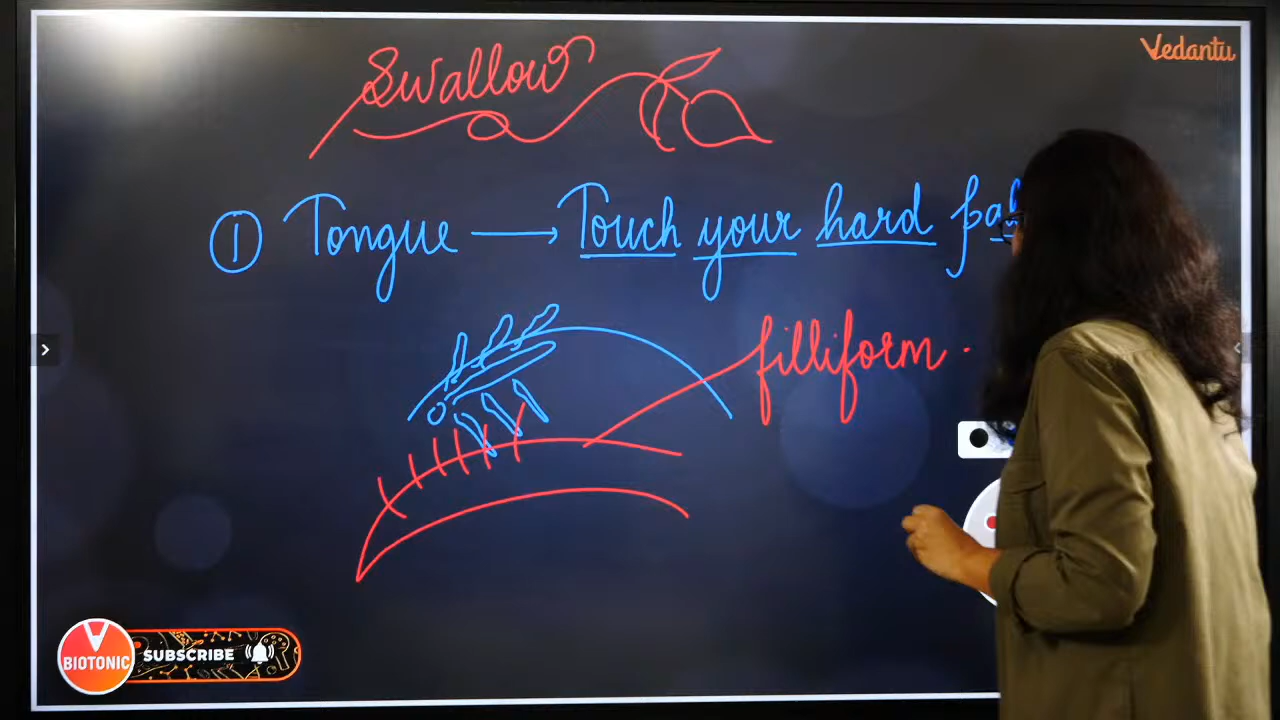 Vedantu
Swallow
① Tongue → Touch your hard
filliform.
BIOTONIC
SUBSCRIBE